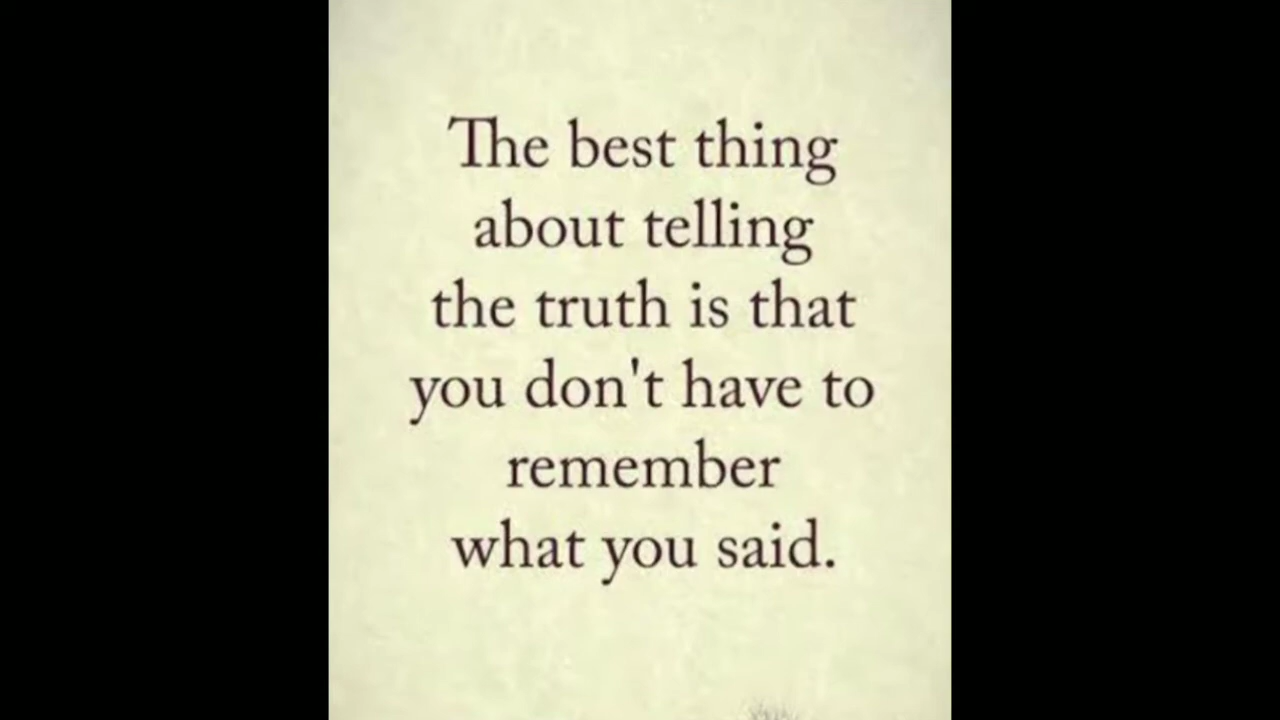 The best thing
about telling
the truth is that
you don't have to
remember
what you said.